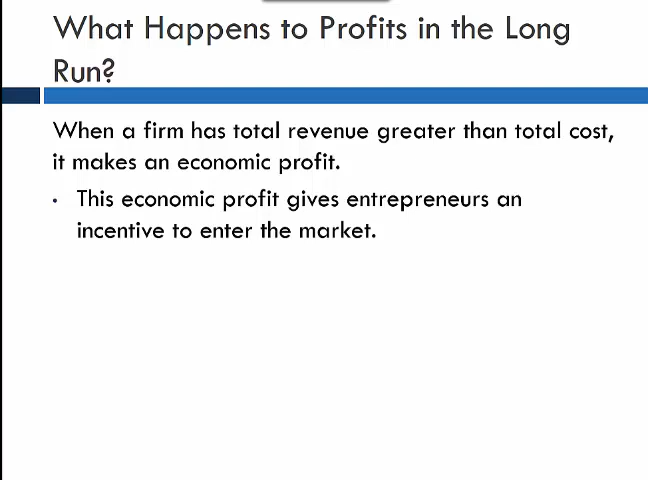 What Happens to Profits in the Long
Run?
When a firm has total revenue greater than total cost,
it makes an economic profit.
• This economic profit gives entrepreneurs an
incentive to enter the market.